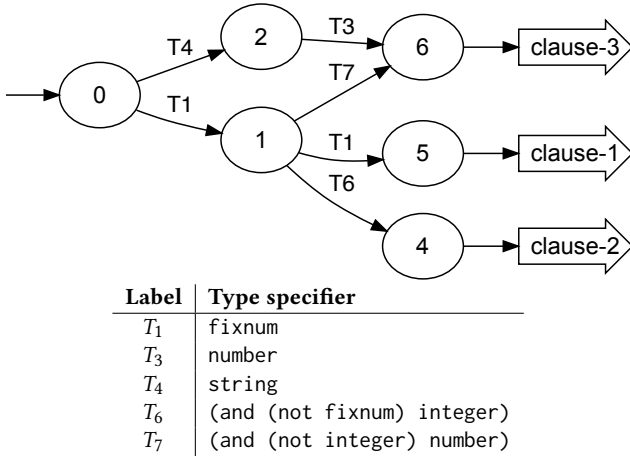 2 T3 6 clause-3
T4 T7
0
T1 1 T1 5 clause-1
T6
4 clause-2
Label Type specifier
T1 fixnum
T3 number
T4 string
T6 (and (not fixnum) integer)
T7 (and (not integer) number)